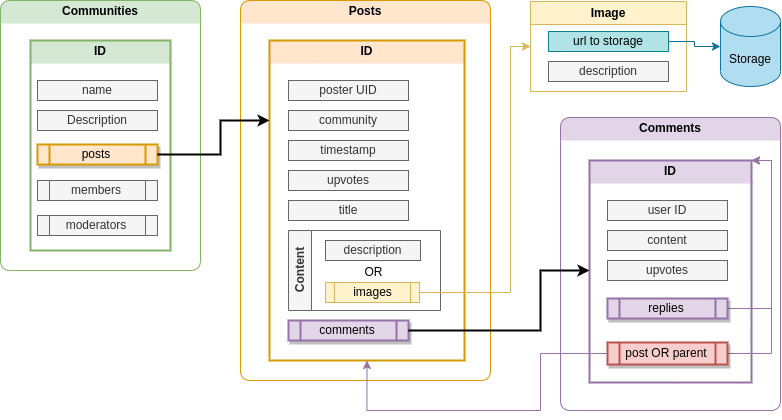 Communities
ID
name
Description
posts
members
moderators
Posts
ID
poster UID
community
timestamp
upvotes
title
Content
description
OR
images
comments
Image
url to storage
description
Storage
Comments
ID
user ID
content
upvotes
replies
post OR parent